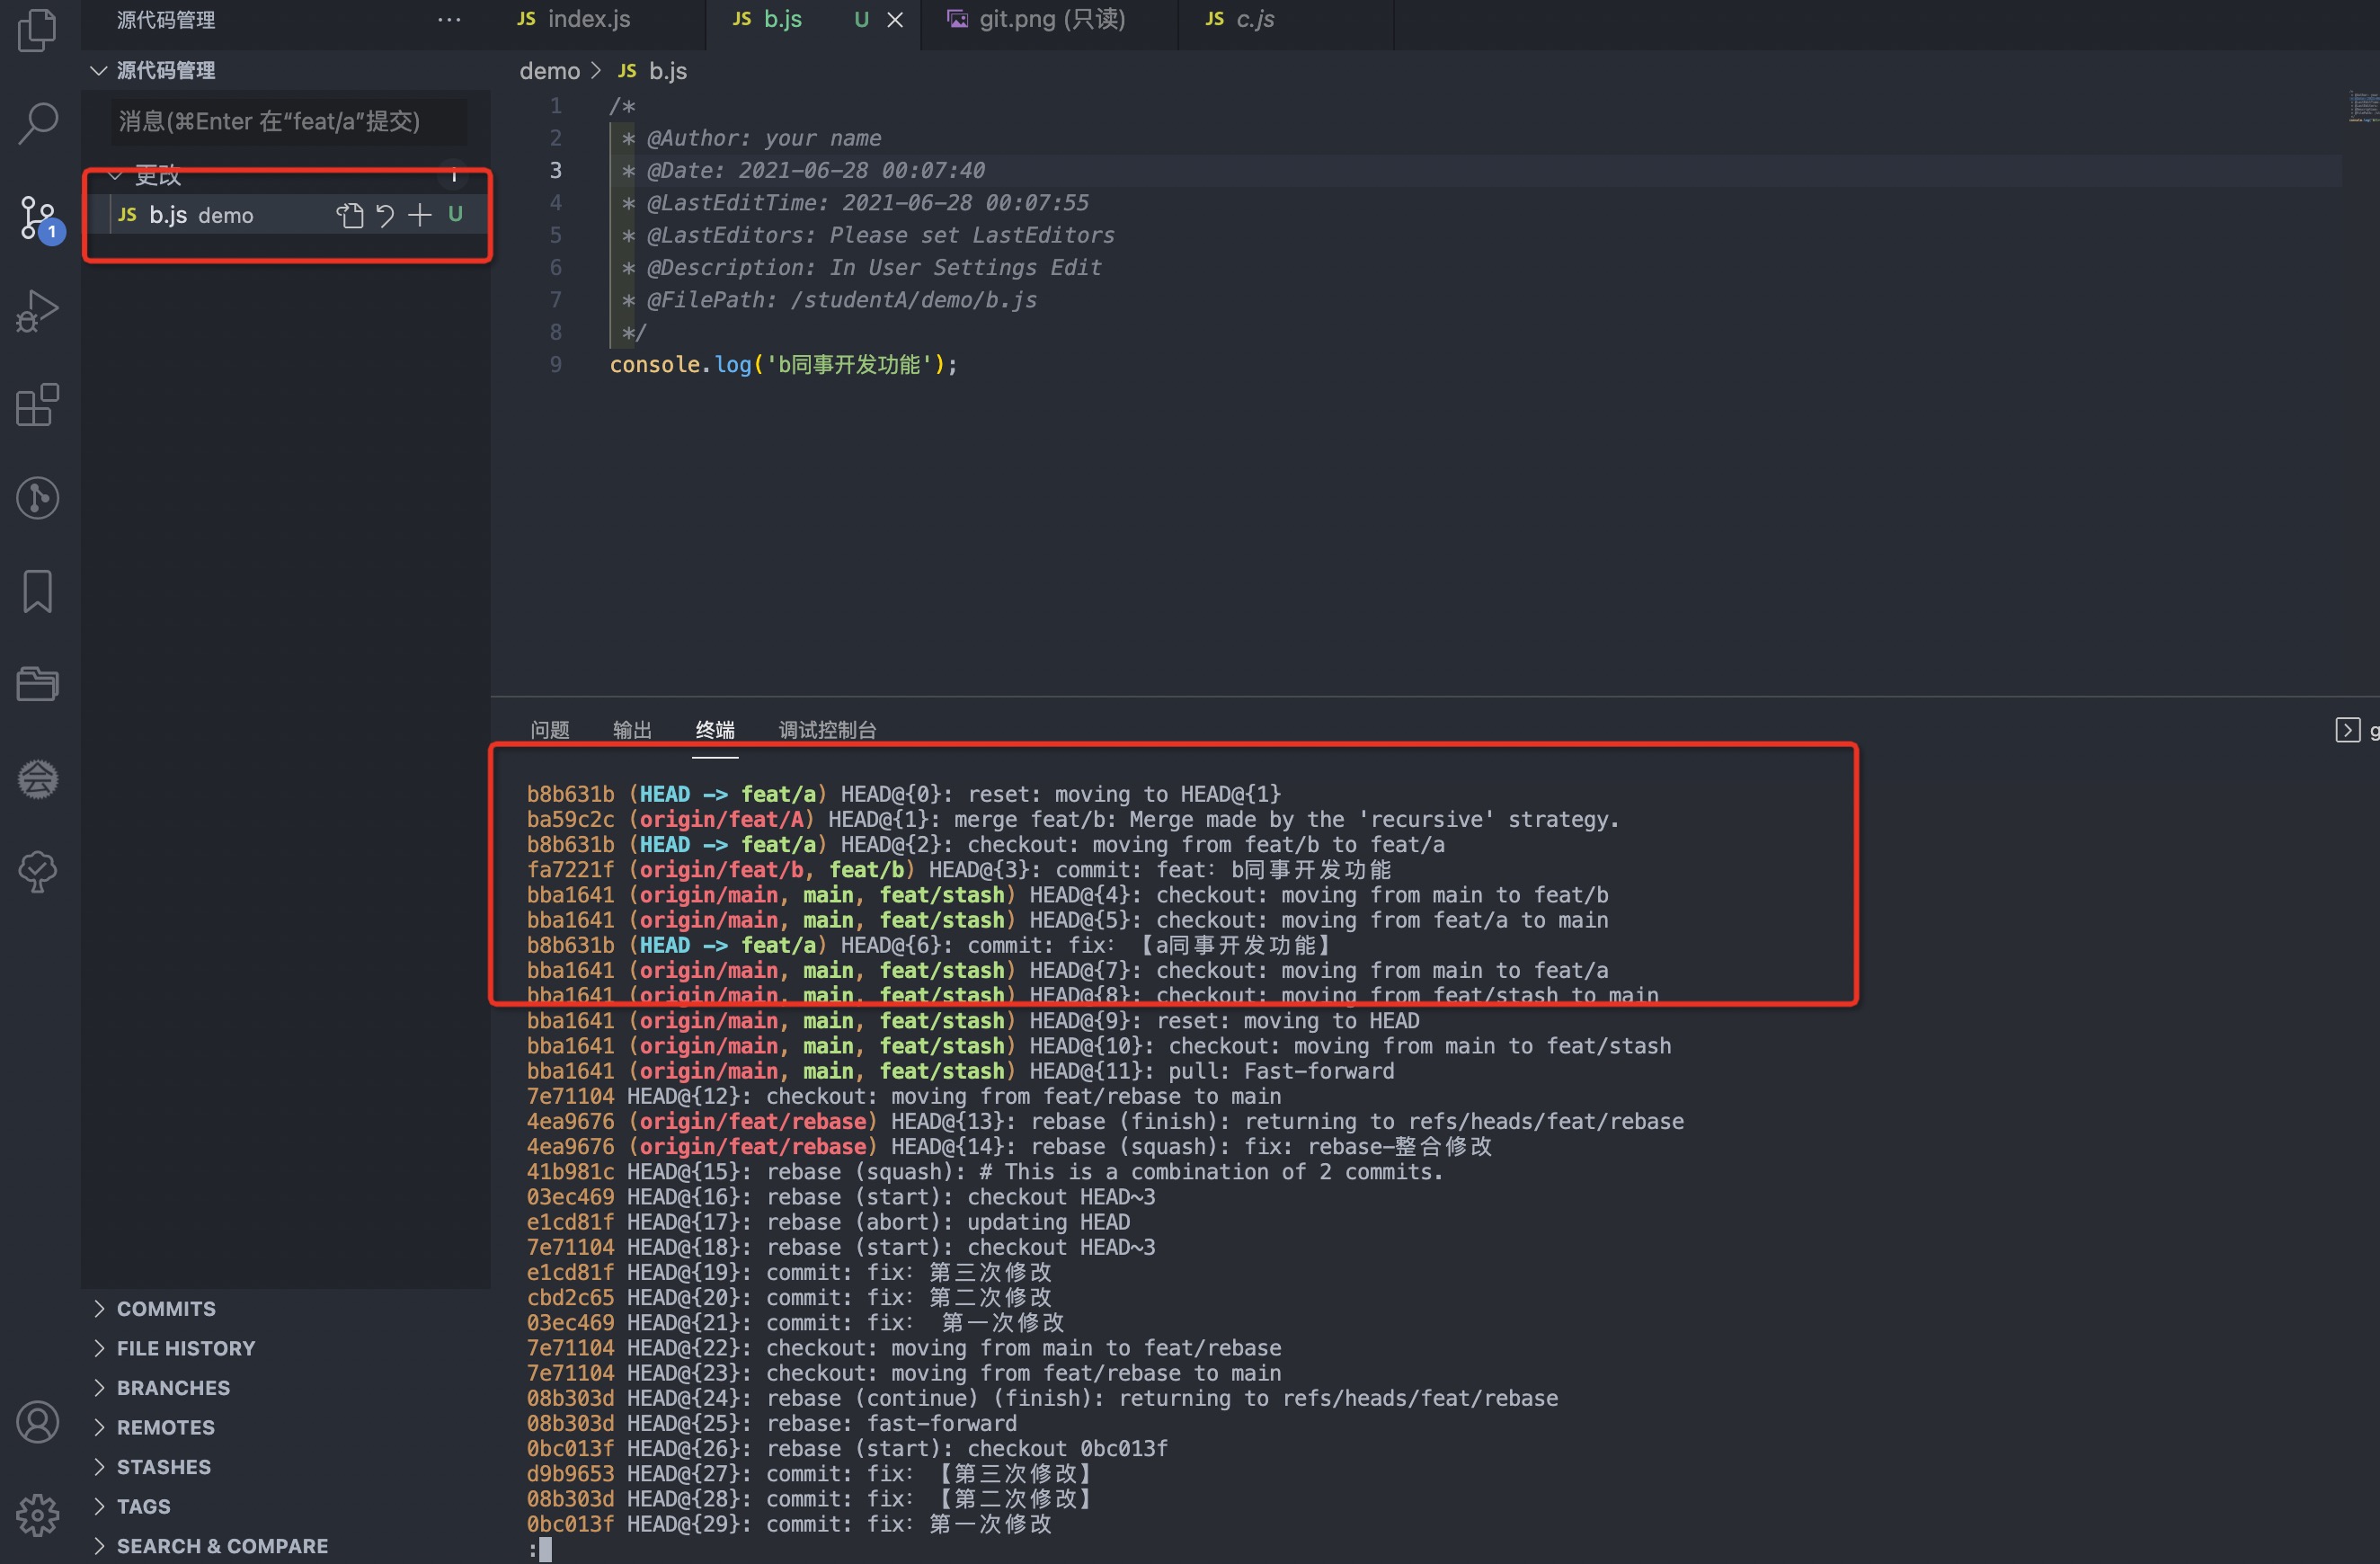 源代码管理
JS index.js
JS b.js U
git.png (只读)
JS c.js
源代码管理
消息(⌘Enter 在“feat/a”提交)
更改 1
JS b.js demo U
1
demo > JS b.js
1 /*
2 * @Author: your name
3 * @Date: 2021-06-28 00:07:40
4 * @LastEditTime: 2021-06-28 00:07:55
5 * @LastEditors: Please set LastEditors
6 * @Description: In User Settings Edit
7 * @FilePath: /studentA/demo/b.js
8 */
9 console.log('b同事开发功能');
问题 输出 终端 调试控制台
b8b631b (HEAD -> feat/a) HEAD@{0}: reset: moving to HEAD@{1}
ba59c2c (origin/feat/A) HEAD@{1}: merge feat/b: Merge made by the 'recursive' strategy.
b8b631b (HEAD -> feat/a) HEAD@{2}: checkout: moving from feat/b to feat/a
fa7221f (origin/feat/b, feat/b) HEAD@{3}: commit: feat: b同事开发功能
bba1641 (origin/main, main, feat/stash) HEAD@{4}: checkout: moving from main to feat/b
bba1641 (origin/main, main, feat/stash) HEAD@{5}: checkout: moving from feat/a to main
b8b631b (HEAD -> feat/a) HEAD@{6}: commit: fix: 【a同事开发功能】
bba1641 (origin/main, main, feat/stash) HEAD@{7}: checkout: moving from main to feat/a
bba1641 (origin/main, main, feat/stash) HEAD@{8}: checkout: moving from feat/stash to main
bba1641 (origin/main, main, feat/stash) HEAD@{9}: reset: moving to HEAD
bba1641 (origin/main, main, feat/stash) HEAD@{10}: checkout: moving from main to feat/stash
bba1641 (origin/main, main, feat/stash) HEAD@{11}: pull: Fast-forward
7e71104 HEAD@{12}: checkout: moving from feat/rebase to main
4ea9676 (origin/feat/rebase) HEAD@{13}: rebase (finish): returning to refs/heads/feat/rebase
4ea9676 (origin/feat/rebase) HEAD@{14}: rebase (squash): fix: rebase-整合修改
41b981c HEAD@{15}: rebase (squash): # This is a combination of 2 commits.
03ec469 HEAD@{16}: rebase (start): checkout HEAD~3
e1cd81f HEAD@{17}: rebase (abort): updating HEAD
7e71104 HEAD@{18}: rebase (start): checkout HEAD~3
e1cd81f HEAD@{19}: commit: fix: 第三次修改
cbd2c65 HEAD@{20}: commit: fix: 第二次修改
03ec469 HEAD@{21}: commit: fix: 第一次修改
7e71104 HEAD@{22}: checkout: moving from main to feat/rebase
7e71104 HEAD@{23}: checkout: moving from feat/rebase to main
08b303d HEAD@{24}: rebase (continue) (finish): returning to refs/heads/feat/rebase
08b303d HEAD@{25}: rebase: fast-forward
0bc013f HEAD@{26}: rebase (start): checkout 0bc013f
d9b9653 HEAD@{27}: commit: fix: 【第三次修改】
08b303d HEAD@{28}: commit: fix: 【第二次修改】
0bc013f HEAD@{29}: commit: fix: 第一次修改
:
COMMITS
FILE HISTORY
BRANCHES
REMOTES
STASHES
TAGS
SEARCH & COMPARE